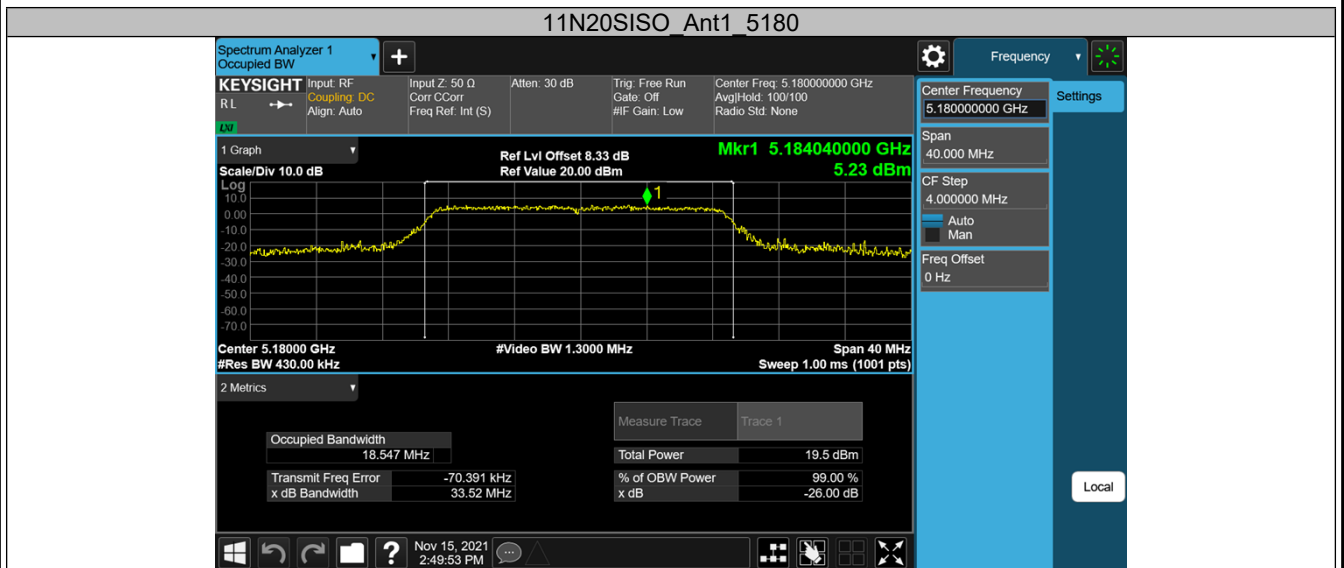 11N20SISO_Ant1_5180
Spectrum Analyzer 1
Occupied BW
+
Frequency
KEYSIGHT
RL
LXI
Input: RF
Coupling: DC
Align: Auto
Input Z: 50 Ω
Corr CCorr
Freq Ref: Int (S)
Atten: 30 dB
Trig: Free Run
Gate: Off
#IF Gain: Low
Center Freq: 5.180000000 GHz
Avg|Hold: 100/100
Radio Std: None
Center Frequency
5.180000000 GHz
Settings
Span
40.000 MHz
CF Step
4.000000 MHz
Auto
Man
Freq Offset
0 Hz
Local
1 Graph
Scale/Div 10.0 dB
Ref Lvl Offset 8.33 dB
Ref Value 20.00 dBm
Mkr1 5.184040000 GHz
5.23 dBm
Log
10.0
0.00
-10.0
-20.0
-30.0
-40.0
-50.0
-60.0
-70.0
1
Center 5.18000 GHz
#Res BW 430.00 kHz
#Video BW 1.3000 MHz
Span 40 MHz
Sweep 1.00 ms (1001 pts)
2 Metrics
Measure Trace Trace 1
Occupied Bandwidth
18.547 MHz
Total Power 19.5 dBm
Transmit Freq Error -70.391 kHz
x dB Bandwidth 33.52 MHz
% of OBW Power 99.00 %
x dB -26.00 dB
?
Nov 15, 2021
2:49:53 PM